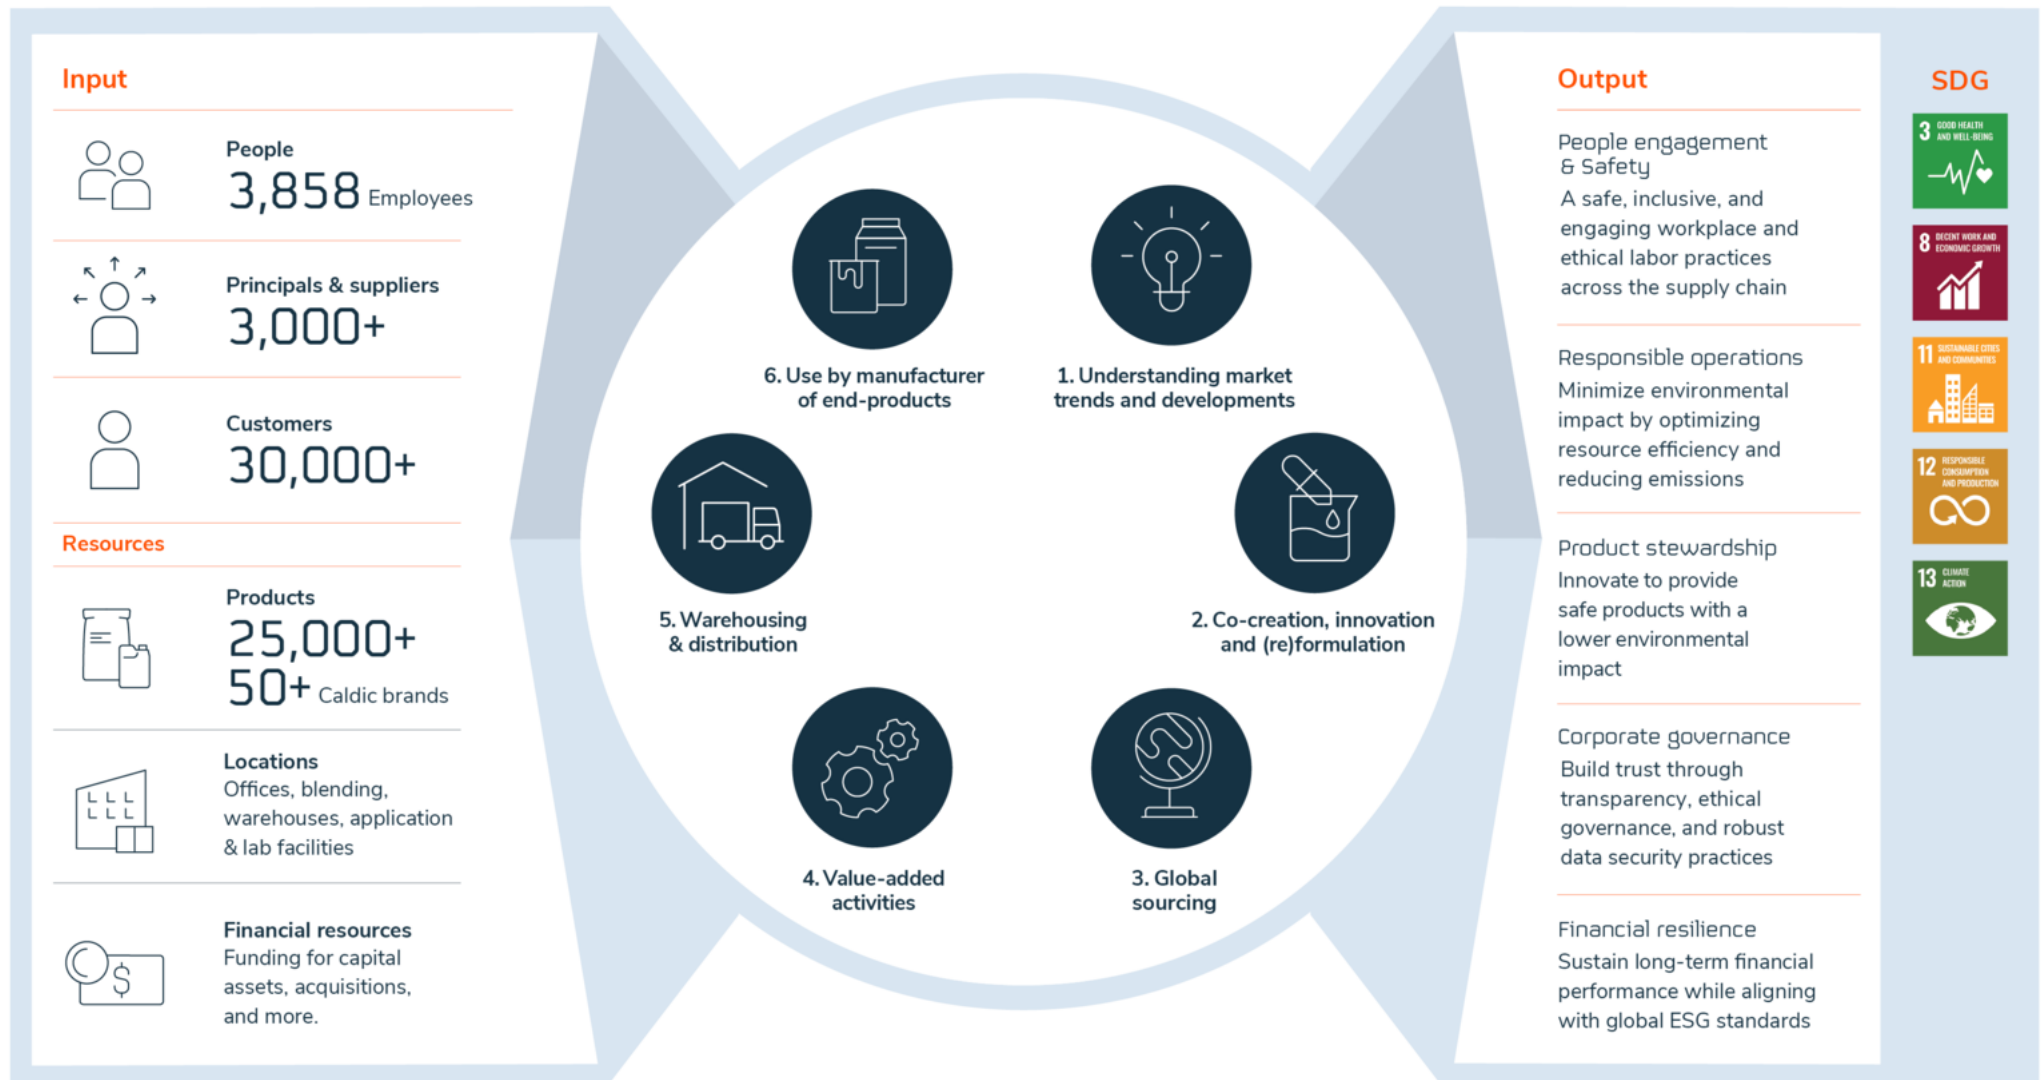 Input
People
3,858 Employees
Principals & suppliers
3,000+
Customers
30,000+
Resources
Products
25,000+
50+ Caldic brands
Locations
Offices, blending,
warehouses, application
& lab facilities
Financial resources
Funding for capital
assets, acquisitions,
and more.
$
1. Understanding market
trends and developments
2. Co-creation, innovation
and (re)formulation
3. Global
sourcing
4. Value-added
activities
5. Warehousing
& distribution
6. Use by manufacturer
of end-products
Output
People engagement
& Safety
A safe, inclusive, and
engaging workplace and
ethical labor practices
across the supply chain
Responsible operations
Minimize environmental
impact by optimizing
resource efficiency and
reducing emissions
Product stewardship
Innovate to provide
safe products with a
lower environmental
impact
Corporate governance
Build trust through
transparency, ethical
governance, and robust
data security practices
Financial resilience
Sustain long-term financial
performance while aligning
with global ESG standards
SDG
3 GOOD HEALTH
AND WELL-BEING
8 DECENT WORK AND
ECONOMIC GROWTH
11 SUSTAINABLE CITIES
AND COMMUNITIES
12 RESPONSIBLE
CONSUMPTION
AND PRODUCTION
13 CLIMATE
ACTION